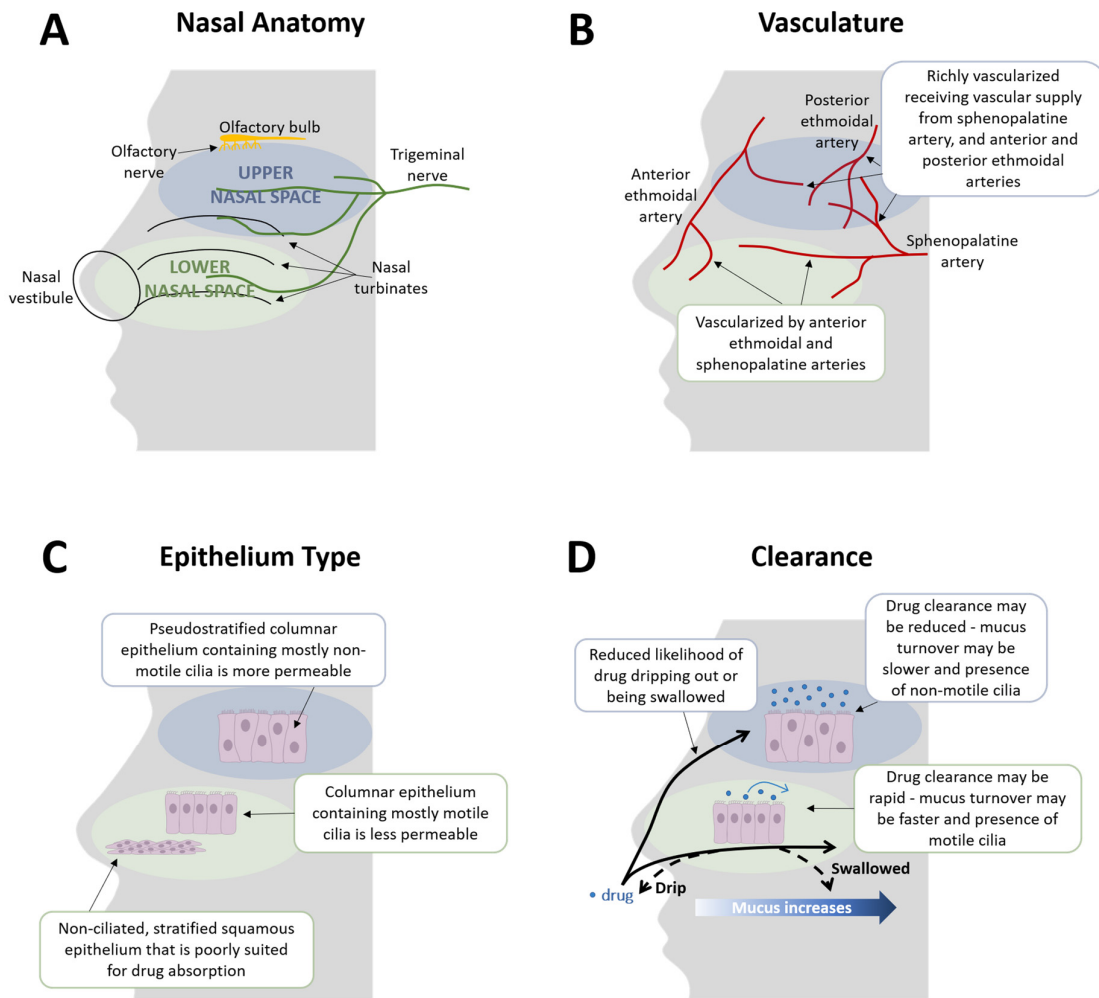 A
Nasal Anatomy
Olfactory bulb
Olfactory
nerve
UPPER
NASAL SPACE
Trigeminal
nerve
Nasal
vestibule
LOWER
NASAL SPACE
Nasal
turbinates
B
Vasculature
Posterior
ethmoidal
artery
Richly vascularized
receiving vascular supply
from sphenopalatine
artery, and anterior and
posterior ethmoidal
arteries
Anterior
ethmoidal
artery
Sphenopalatine
artery
Vascularized by anterior
ethmoidal and
sphenopalatine arteries
C
Epithelium Type
Pseudostratified columnar
epithelium containing mostly non-
motile cilia is more permeable
Columnar epithelium
containing mostly motile
cilia is less permeable
Non-ciliated, stratified squamous
epithelium that is poorly suited
for drug absorption
D
Clearance
Reduced likelihood of
drug dripping out or
being swallowed
Drug clearance may
be reduced - mucus
turnover may be
slower and presence
of non-motile cilia
Drug clearance may be
rapid - mucus turnover may
be faster and presence of
motile cilia
drug
Drip
Swallowed
Mucus increases